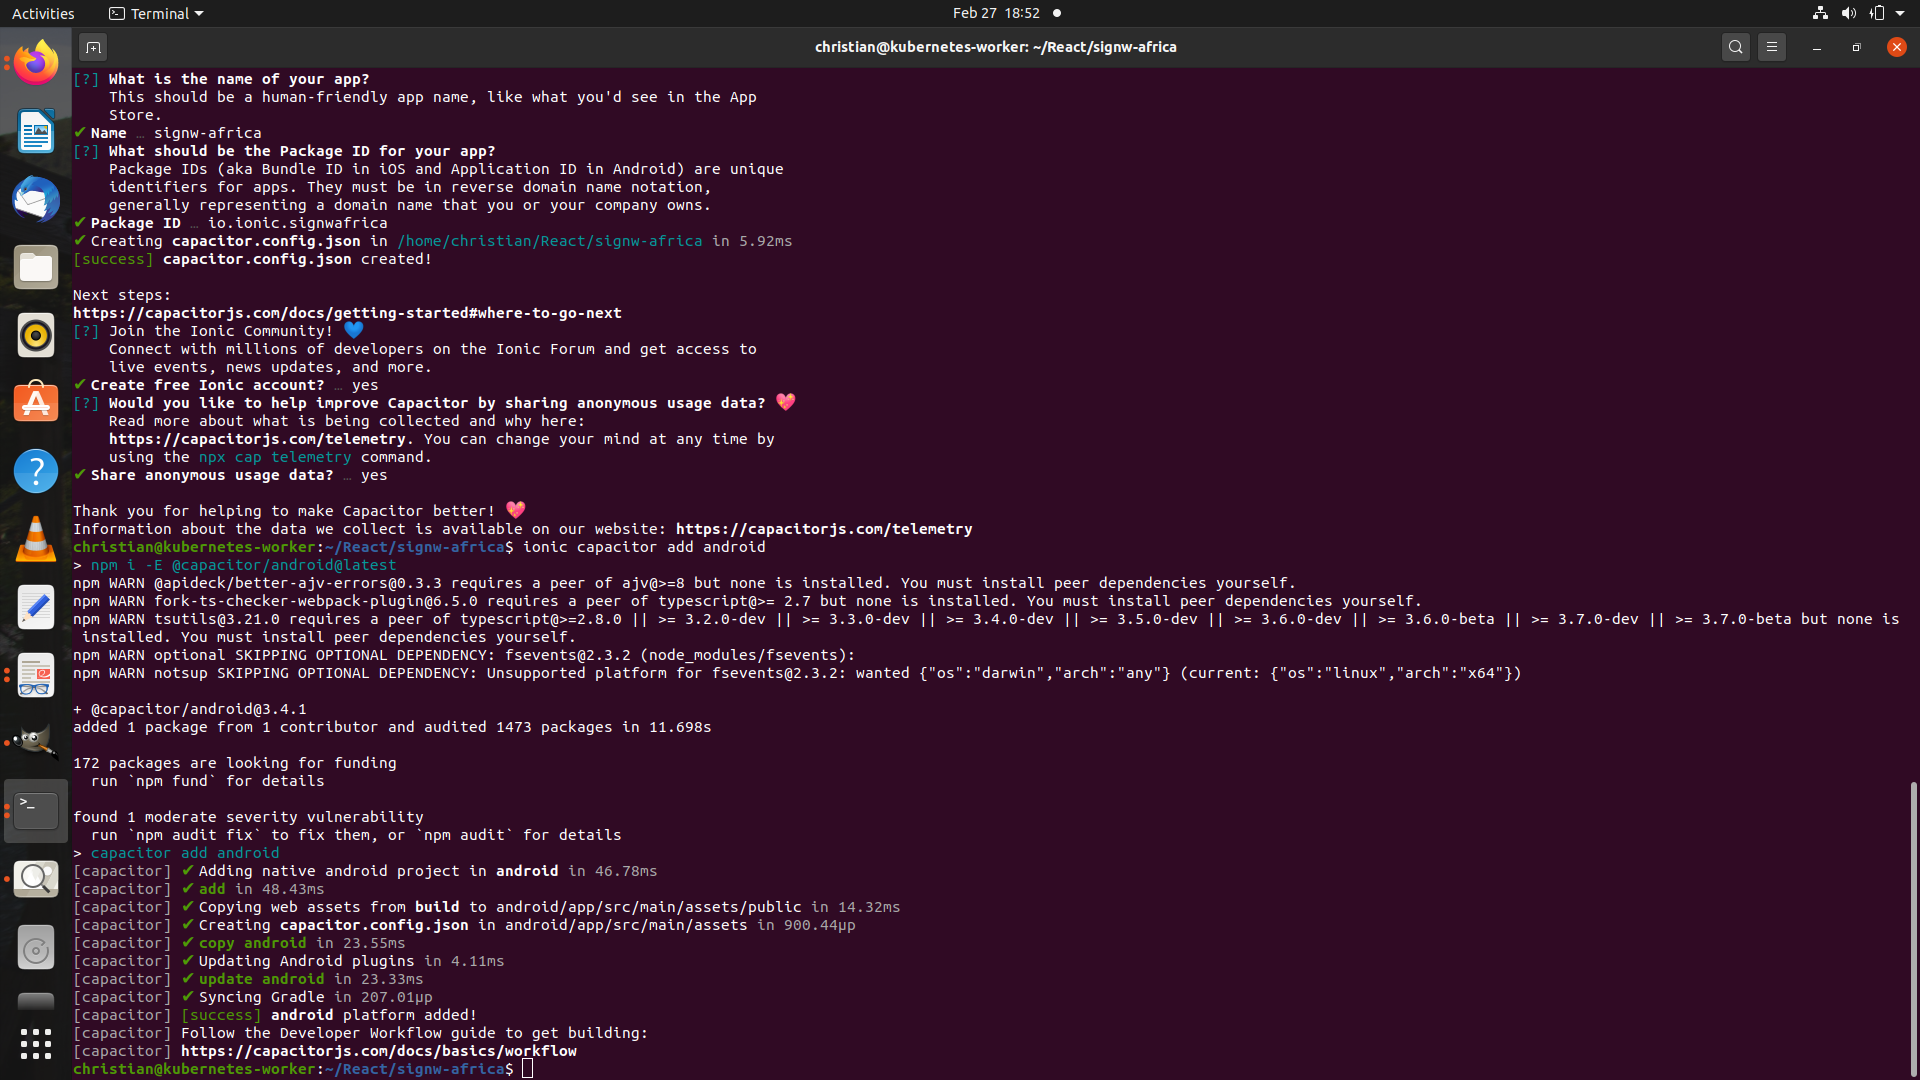 Activities
Terminal
Feb 27 18:52
christian@kubernetes-worker: ~/React/signw-africa
[?] What is the name of your app?
This should be a human-friendly app name, like what you'd see in the App
Store.
✔ Name … signw-africa
[?] What should be the Package ID for your app?
Package IDs (aka Bundle ID in iOS and Application ID in Android) are unique
identifiers for apps. They must be in reverse domain name notation,
generally representing a domain name that you or your company owns.
✔ Package ID … io.ionic.signwafrica
✔ Creating capacitor.config.json in /home/christian/React/signw-africa in 5.92ms
[success] capacitor.config.json created!
Next steps:
https://capacitorjs.com/docs/getting-started#where-to-go-next
[?] Join the Ionic Community! 💙
Connect with millions of developers on the Ionic Forum and get access to
live events, news updates, and more.
✔ Create free Ionic account? … yes
[?] Would you like to help improve Capacitor by sharing anonymous usage data? 💖
Read more about what is being collected and why here:
https://capacitorjs.com/telemetry. You can change your mind at any time by
using the npx cap telemetry command.
✔ Share anonymous usage data? … yes
Thank you for helping to make Capacitor better! 💖
Information about the data we collect is available on our website: https://capacitorjs.com/telemetry
christian@kubernetes-worker:~/React/signw-africa$ ionic capacitor add android
> npm i -E @capacitor/android@latest
npm WARN @apideck/better-ajv-errors@0.3.3 requires a peer of ajv@>=8 but none is installed. You must install peer dependencies yourself.
npm WARN fork-ts-checker-webpack-plugin@6.5.0 requires a peer of typescript@>= 2.7 but none is installed. You must install peer dependencies yourself.
npm WARN tsutils@3.21.0 requires a peer of typescript@>=2.8.0 || >= 3.2.0-dev || >= 3.3.0-dev || >= 3.4.0-dev || >= 3.5.0-dev || >= 3.6.0-dev || >= 3.6.0-beta || >= 3.7.0-dev || >= 3.7.0-beta but none is
installed. You must install peer dependencies yourself.
npm WARN optional SKIPPING OPTIONAL DEPENDENCY: fsevents@2.3.2 (node_modules/fsevents):
npm WARN notsup SKIPPING OPTIONAL DEPENDENCY: Unsupported platform for fsevents@2.3.2: wanted {"os":"darwin","arch":"any"} (current: {"os":"linux","arch":"x64"})
+ @capacitor/android@3.4.1
added 1 package from 1 contributor and audited 1473 packages in 11.698s
172 packages are looking for funding
run `npm fund` for details
found 1 moderate severity vulnerability
run `npm audit fix` to fix them, or `npm audit` for details
> capacitor add android
[capacitor] ✔ Adding native android project in android in 46.78ms
[capacitor] ✔ add in 48.43ms
[capacitor] ✔ Copying web assets from build to android/app/src/main/assets/public in 14.32ms
[capacitor] ✔ Creating capacitor.config.json in android/app/src/main/assets in 900.44μp
[capacitor] ✔ copy android in 23.55ms
[capacitor] ✔ Updating Android plugins in 4.11ms
[capacitor] ✔ update android in 23.33ms
[capacitor] ✔ Syncing Gradle in 207.01μp
[capacitor] [success] android platform added!
[capacitor] Follow the Developer Workflow guide to get building:
[capacitor] https://capacitorjs.com/docs/basics/workflow
christian@kubernetes-worker:~/React/signw-africa$